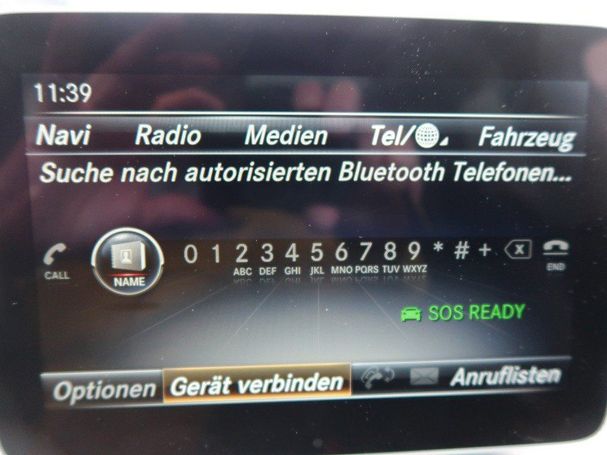 11:39
Navi Radio Medien Tel/ Fahrzeug
Suche nach autorisierten Bluetooth Telefonen...
CALL NAME 0 1 2 3 4 5 6 7 8 9 * # + END
ABC DEF GHI JKL MNO PQRS TUV WXYZ
SOS READY
Optionen Gerät verbinden Anruflisten